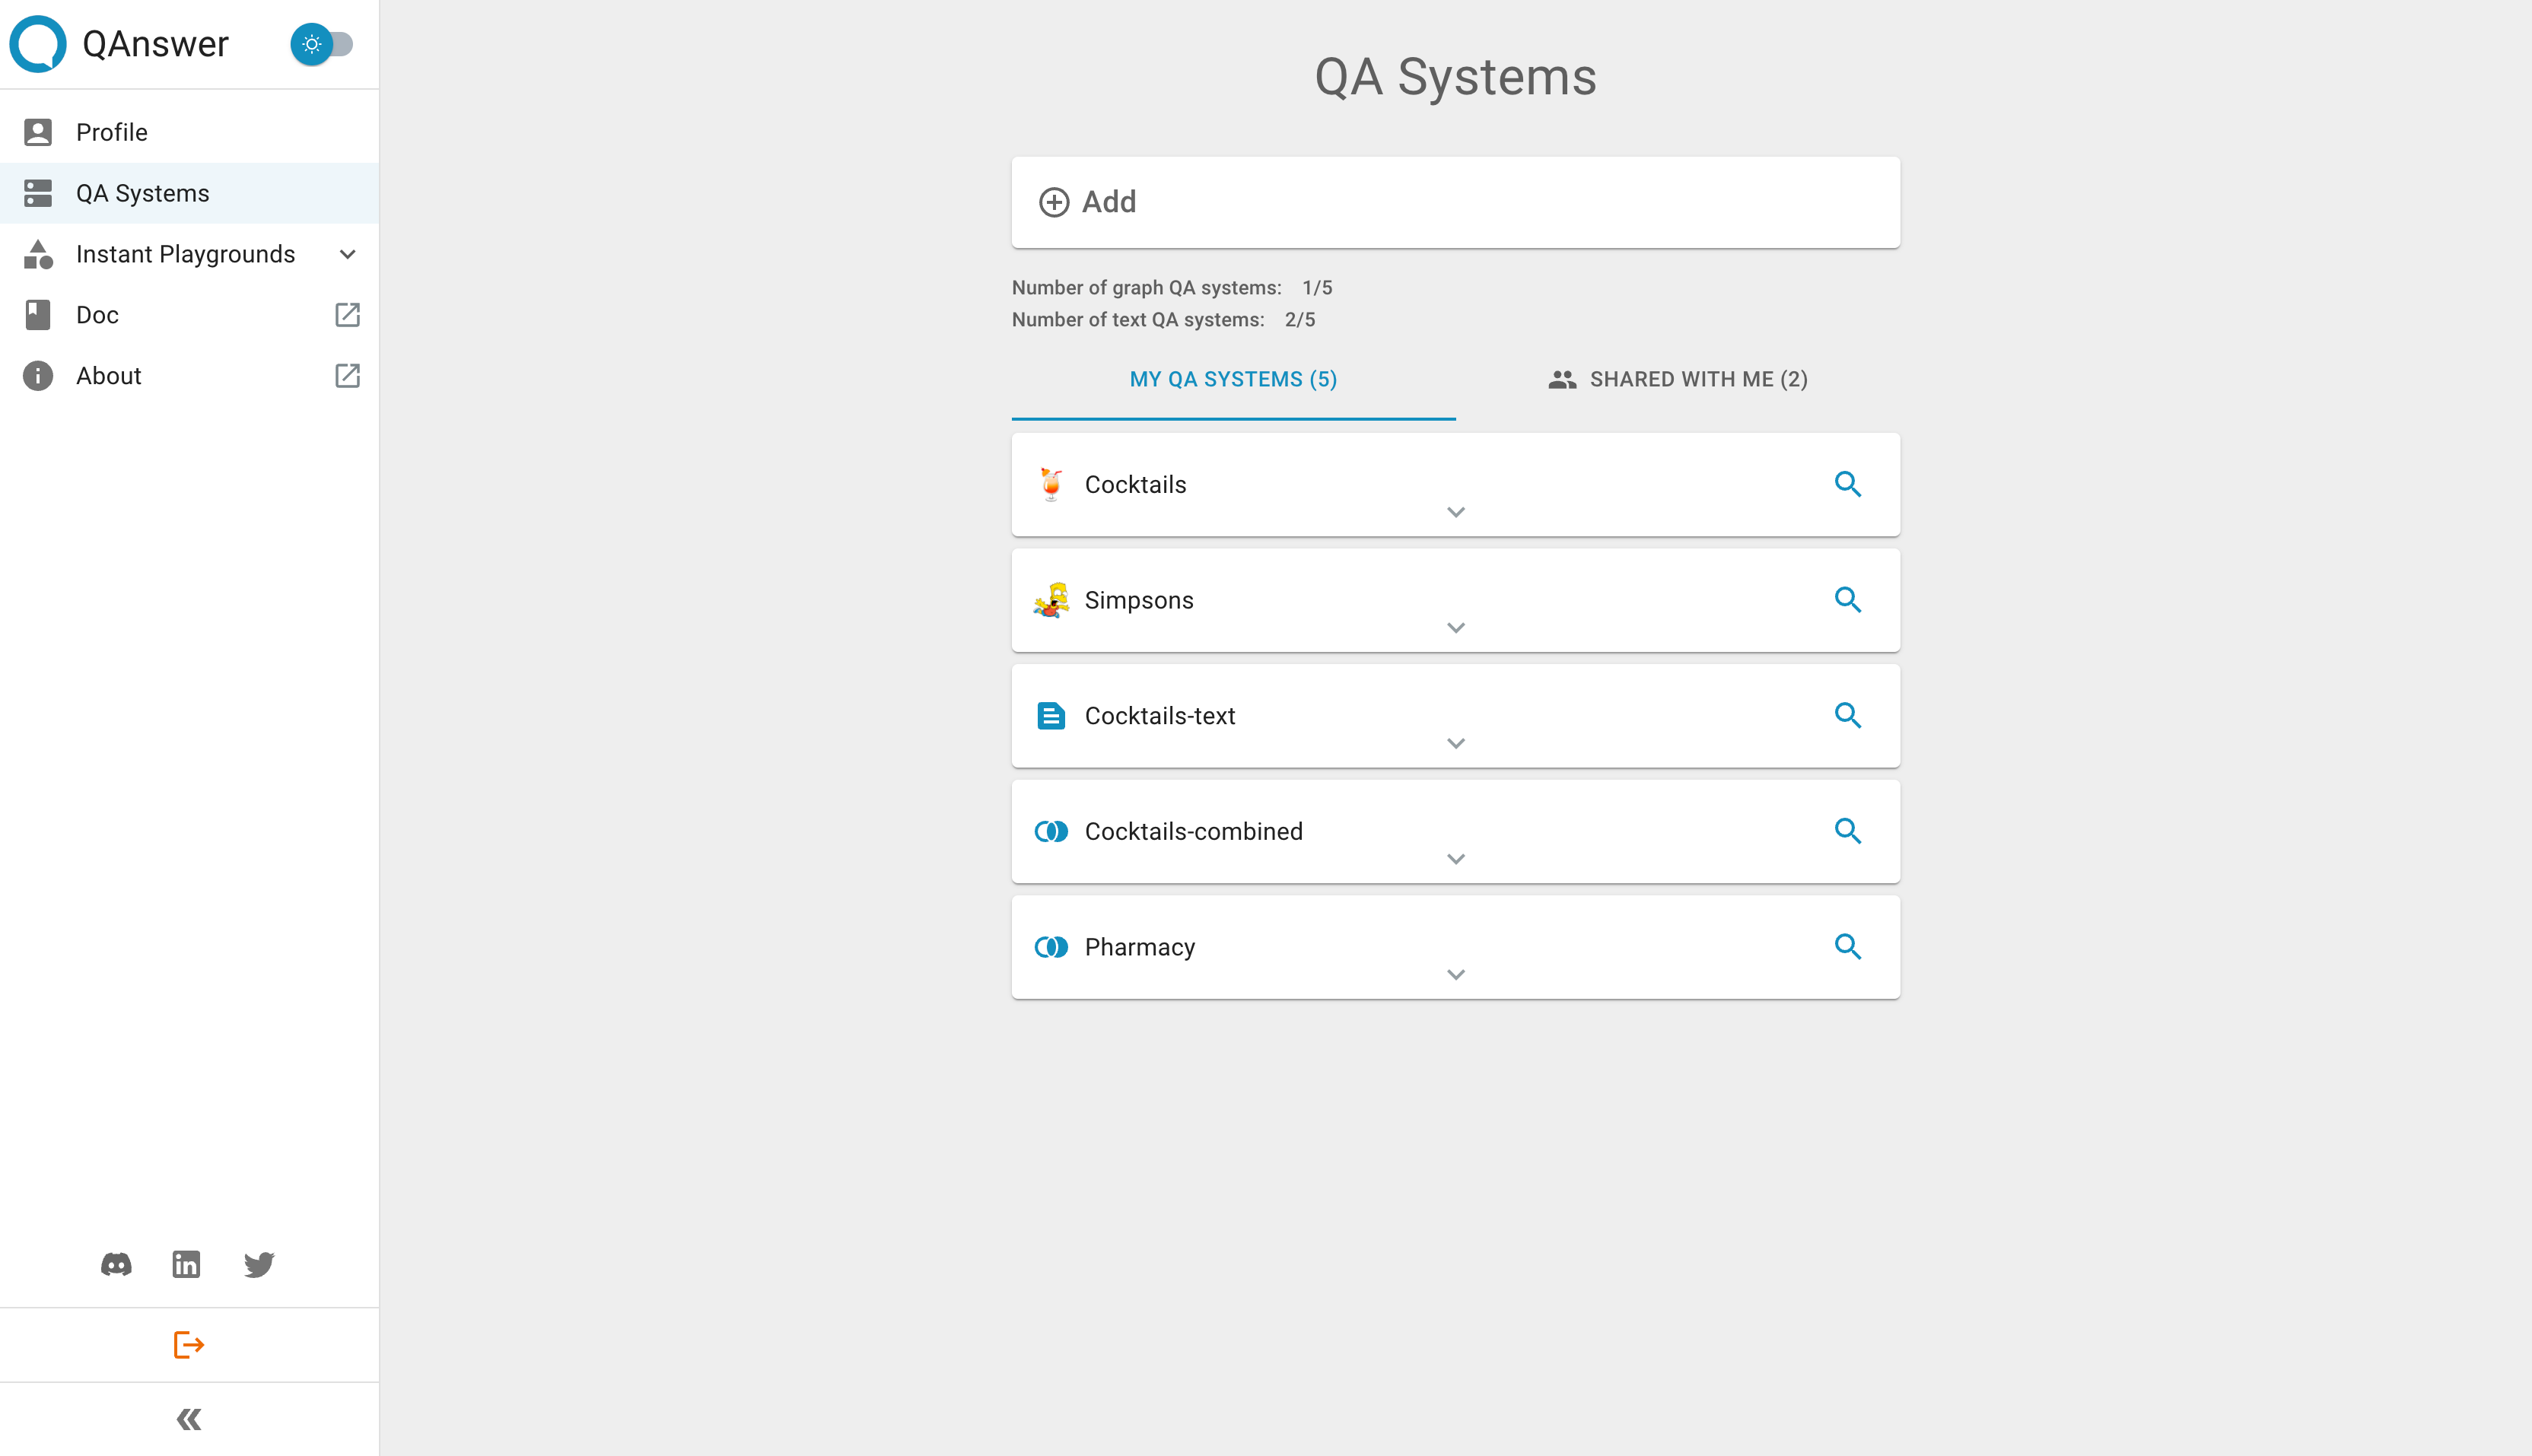 QAnswer
Profile
QA Systems
Instant Playgrounds
Doc
About
QA Systems
Add
Number of graph QA systems: 1/5
Number of text QA systems: 2/5
MY QA SYSTEMS (5)
SHARED WITH ME (2)
Cocktails
Simpsons
Cocktails-text
Cocktails-combined
Pharmacy